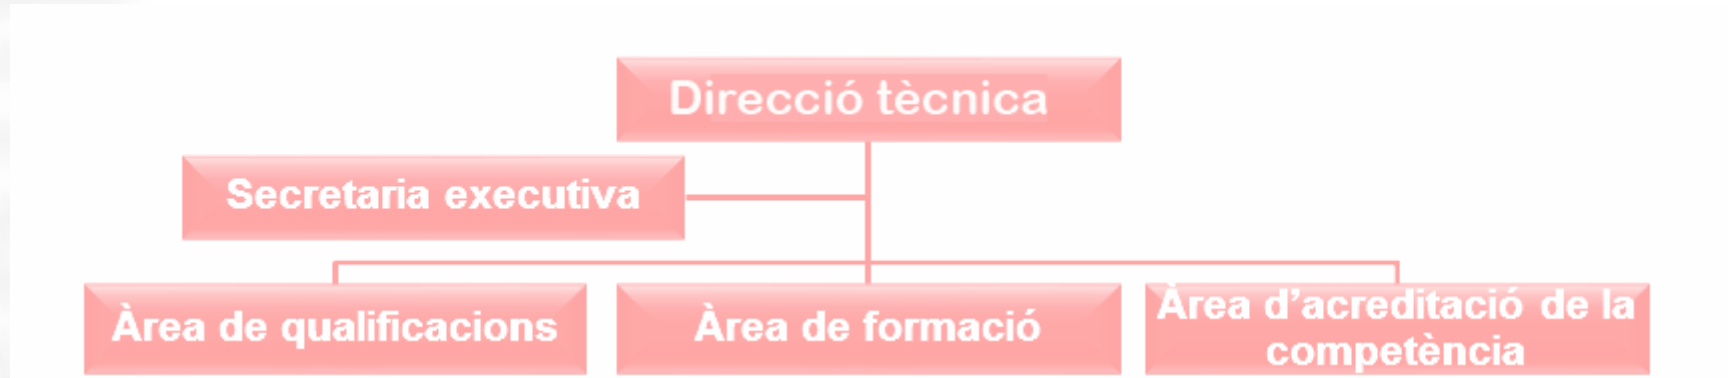 Direcció tècnica
Secretaria executiva
Àrea de qualificacions
Àrea de formació
Àrea d’acreditació de la
competència